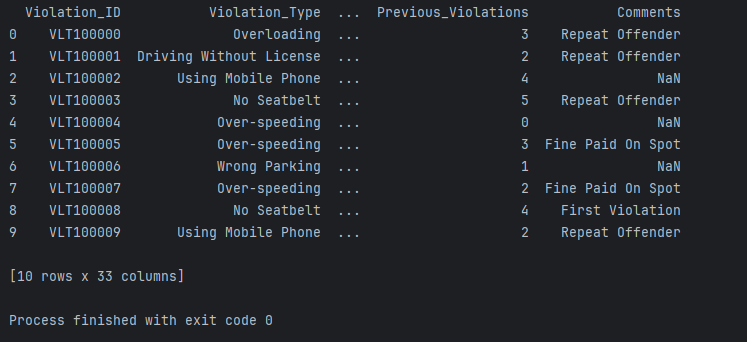 Violation_ID           Violation_Type  ...  Previous_Violations           Comments
0    VLT100000              Overloading  ...                    3    Repeat Offender
1    VLT100001  Driving Without License  ...                    2    Repeat Offender
2    VLT100002       Using Mobile Phone  ...                    4                NaN
3    VLT100003              No Seatbelt  ...                    5    Repeat Offender
4    VLT100004            Over-speeding  ...                    0                NaN
5    VLT100005            Over-speeding  ...                    3  Fine Paid On Spot
6    VLT100006            Wrong Parking  ...                    1                NaN
7    VLT100007            Over-speeding  ...                    2  Fine Paid On Spot
8    VLT100008              No Seatbelt  ...                    4    First Violation
9    VLT100009       Using Mobile Phone  ...                    2    Repeat Offender
[10 rows x 33 columns]
Process finished with exit code 0